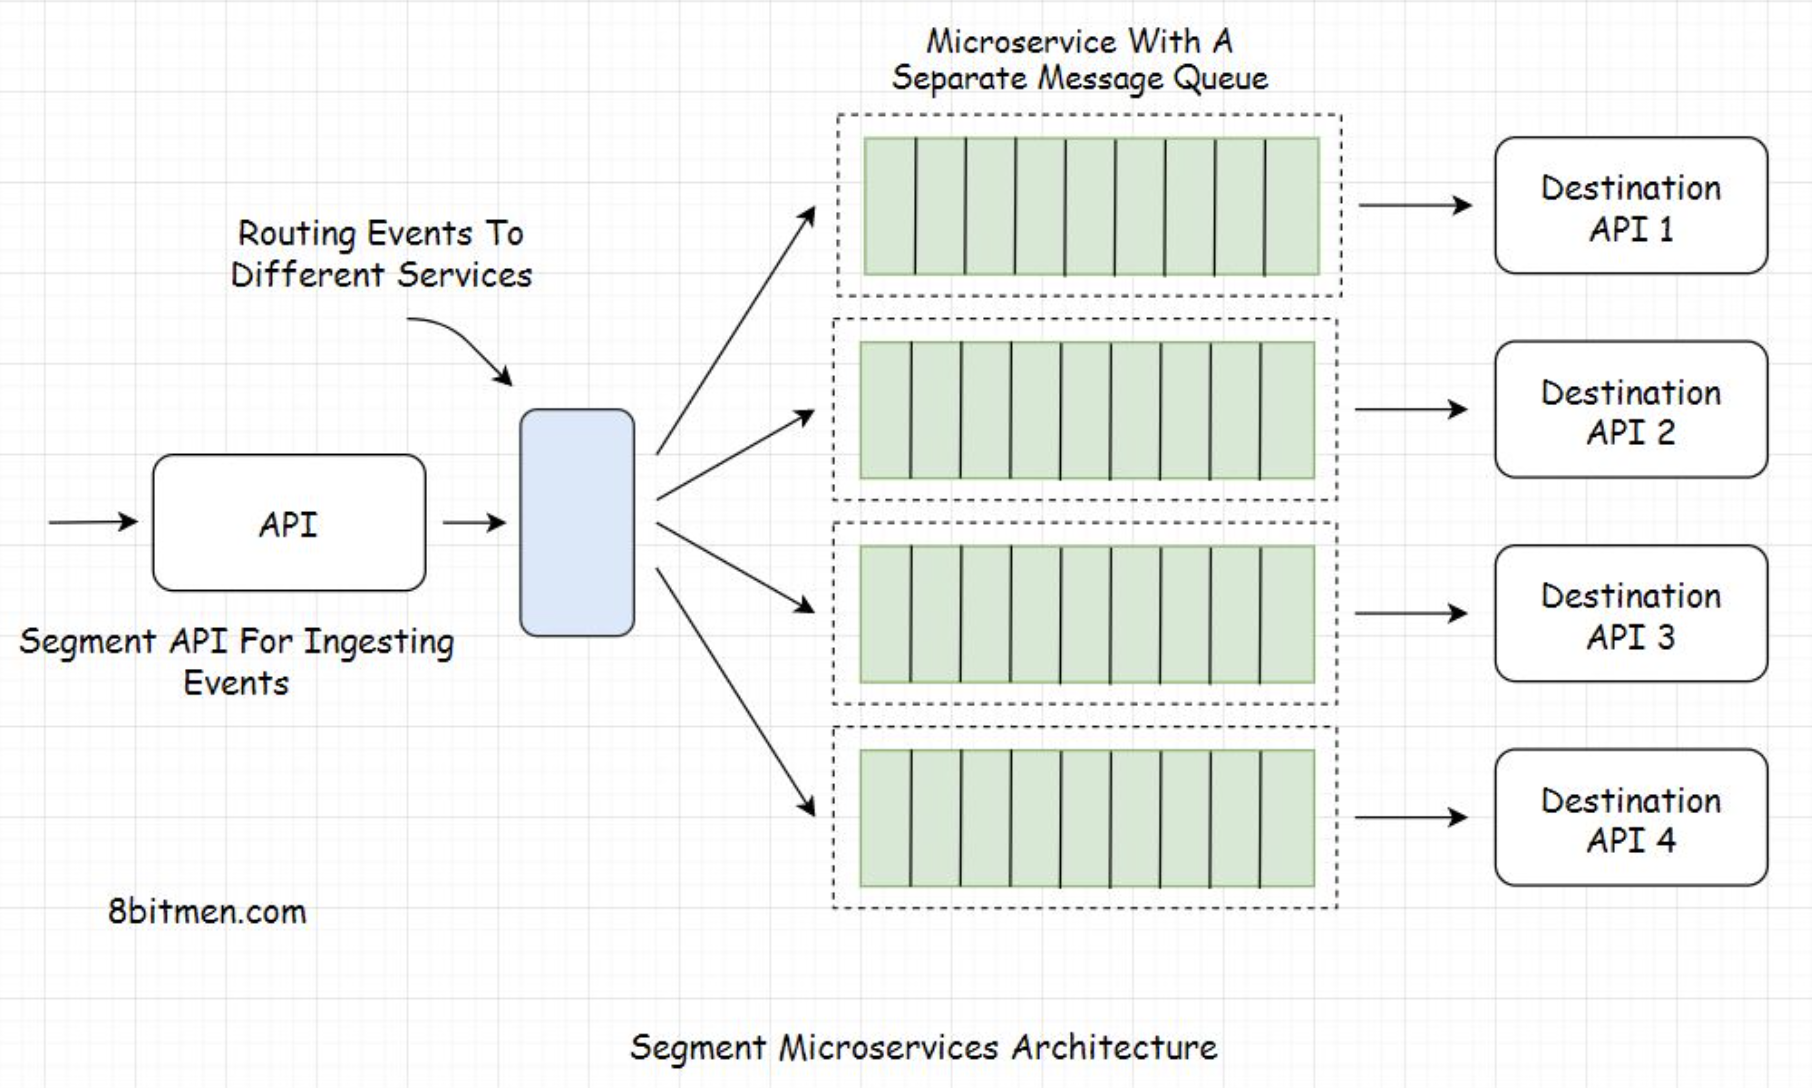 Microservice With A
Separate Message Queue
Routing Events To
Different Services
API
Segment API For Ingesting
Events
Destination
API 1
Destination
API 2
Destination
API 3
Destination
API 4
8bitmen.com
Segment Microservices Architecture